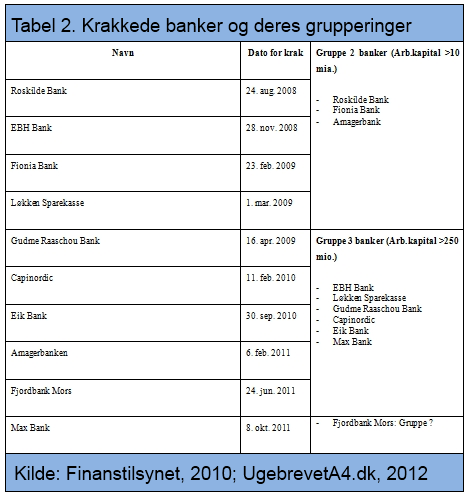 Tabel 2. Krakkede banker og deres grupperinger
Navn
Dato for krak
Gruppe 2 banker (Arb.kapital >10
mia.)
- Roskilde Bank
- Fionia Bank
- Amagerbank
Roskilde Bank
24. aug. 2008
EBH Bank
28. nov. 2008
Fionia Bank
23. feb. 2009
Løkken Sparekasse
1. mar. 2009
Gudme Raaschou Bank
16. apr. 2009
Gruppe 3 banker (Arb.kapital >250
mio.)
- EBH Bank
- Løkken Sparekasse
- Gudme Raaschou Bank
- Capinordic
- Eik Bank
- Max Bank
Capinordic
11. feb. 2010
Eik Bank
30. sep. 2010
Amagerbanken
6. feb. 2011
Fjordbank Mors
24. jun. 2011
Max Bank
8. okt. 2011
- Fjordbank Mors: Gruppe ?
Kilde: Finanstilsynet, 2010; UgebrevetA4.dk, 2012